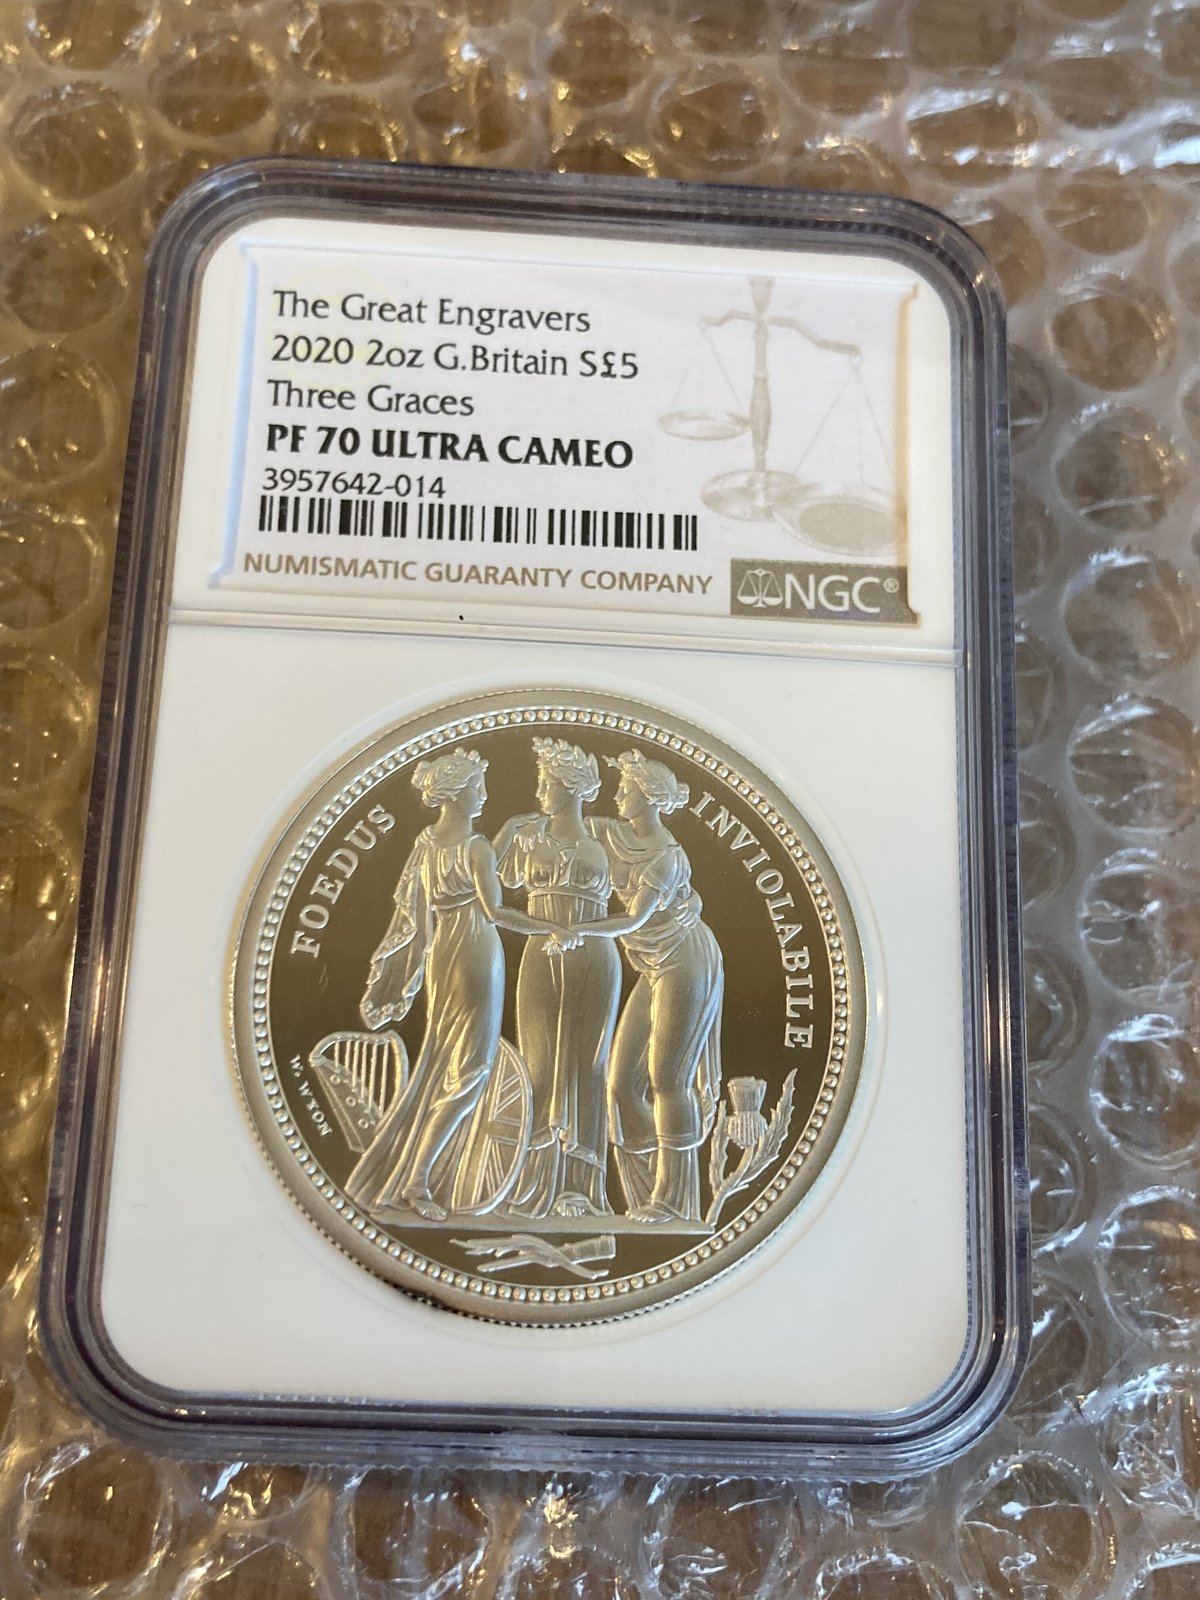 The Great Engravers
2020 2oz G.Britain S£5
Three Graces
PF 70 ULTRA CAMEO
3957642-014
NUMISMATIC GUARANTY COMPANY
NGC®
FOEDUS
INVIOLABILE
W. WYON